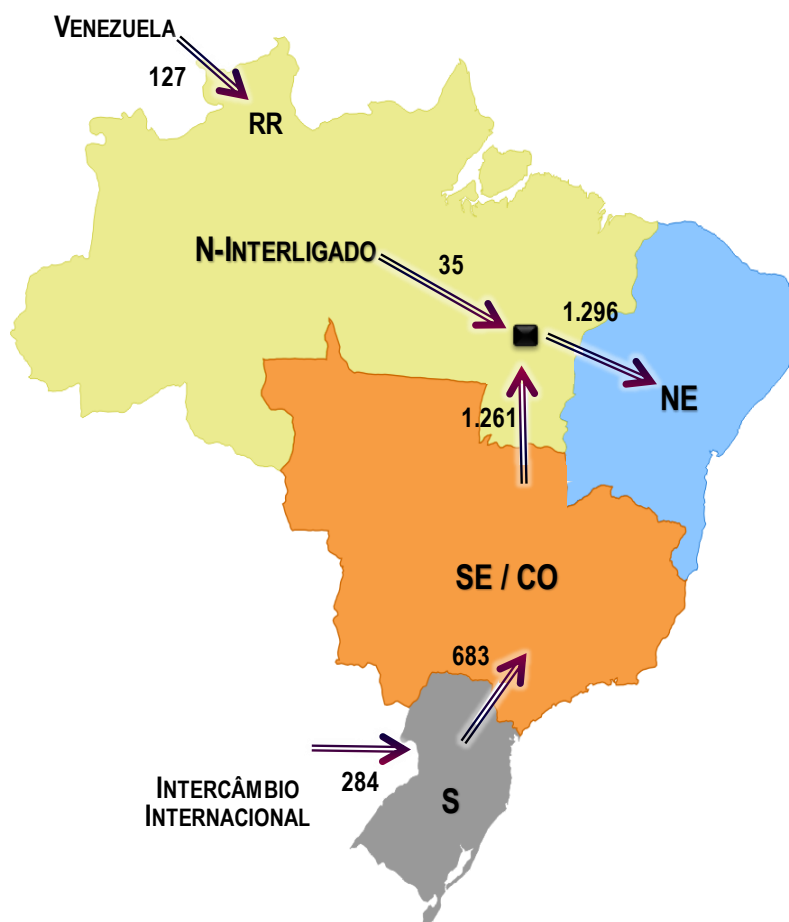 VENEZUELA
127
RR
N-INTERLIGADO
35
1.296
NE
1.261
SE / CO
683
284
INTERCÂMBIO
INTERNACIONAL
S